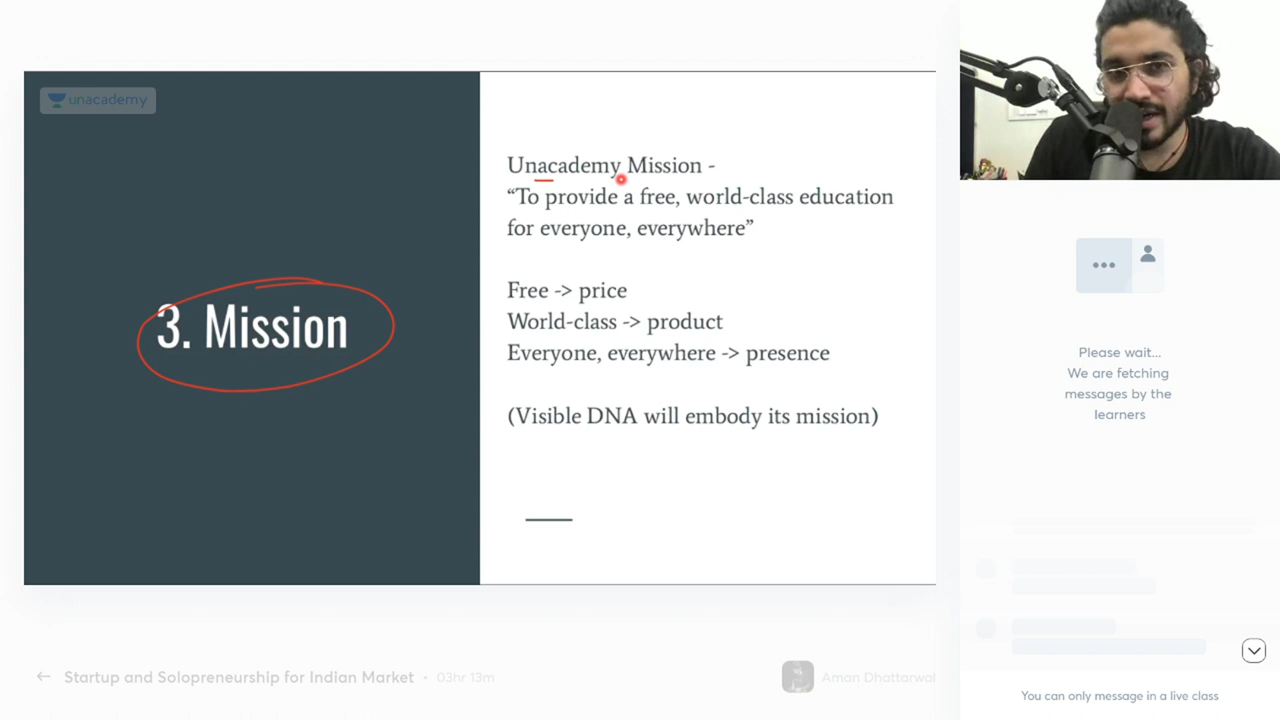 unacademy
3. Mission
Unacademy Mission -
“To provide a free, world-class education
for everyone, everywhere”
Free -> price
World-class -> product
Everyone, everywhere -> presence
(Visible DNA will embody its mission)
Please wait...
We are fetching
messages by the
learners
You can only message in a live class
← Startup and Solopreneurship for Indian Market • 03hr 13m
Aman Dhattarwal